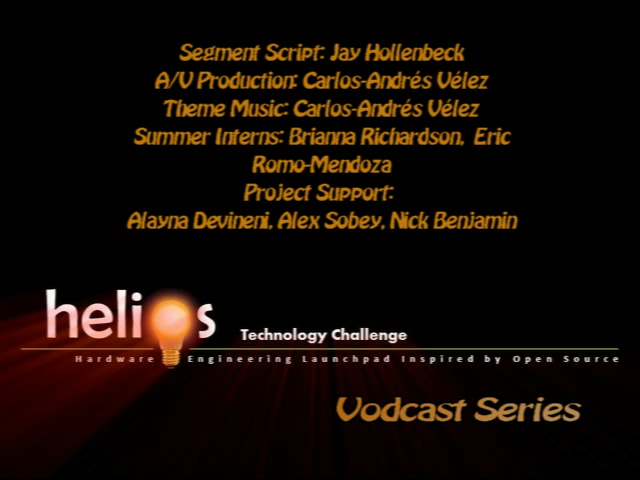 Segment Script: Jay Hollenbeck
A/V Production: Carlos-Andrés Vélez
Theme Music: Carlos-Andrés Vélez
Summer Interns: Brianna Richardson, Eric
Romo-Mendoza
Project Support:
Alayna Devineni, Alex Sobey, Nick Benjamin
helios Technology Challenge
Hardware Engineering Launchpad Inspired by Open Source
Vodcast Series